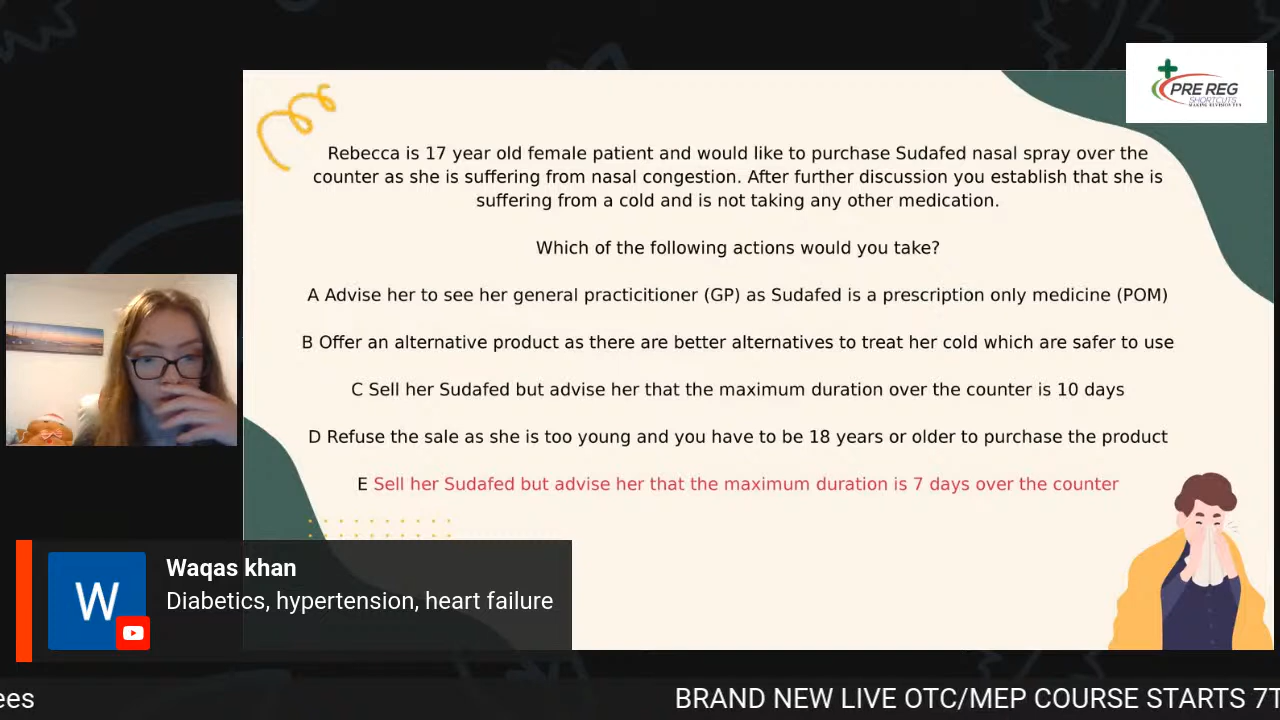 PRE REG
SHORTCUTS
Rebecca is 17 year old female patient and would like to purchase Sudafed nasal spray over the
counter as she is suffering from nasal congestion. After further discussion you establish that she is
suffering from a cold and is not taking any other medication.
Which of the following actions would you take?
A Advise her to see her general practicitioner (GP) as Sudafed is a prescription only medicine (POM)
B Offer an alternative product as there are better alternatives to treat her cold which are safer to use
C Sell her Sudafed but advise her that the maximum duration over the counter is 10 days
D Refuse the sale as she is too young and you have to be 18 years or older to purchase the product
E Sell her Sudafed but advise her that the maximum duration is 7 days over the counter
W
Waqas khan
Diabetics, hypertension, heart failure
ees
BRAND NEW LIVE OTC/MEP COURSE STARTS 7T